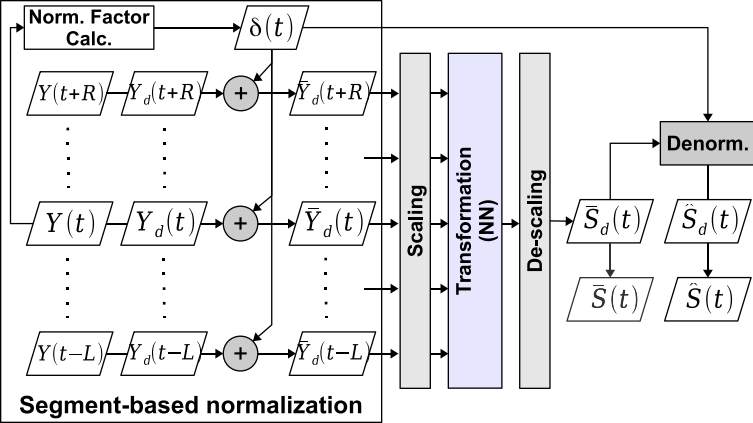 Norm. Factor
Calc.
δ(t)
Y(t+R)
Y_d(t+R)
+
Ȳ_d(t+R)
Denorm.
Y(t)
Y_d(t)
+
Ȳ_d(t)
Scaling
Transformation
(NN)
De-scaling
S̄_d(t)
Ŝ_d(t)
S̄(t)
Ŝ(t)
Y(t−L)
Y_d(t−L)
+
Ȳ_d(t−L)
Segment-based normalization